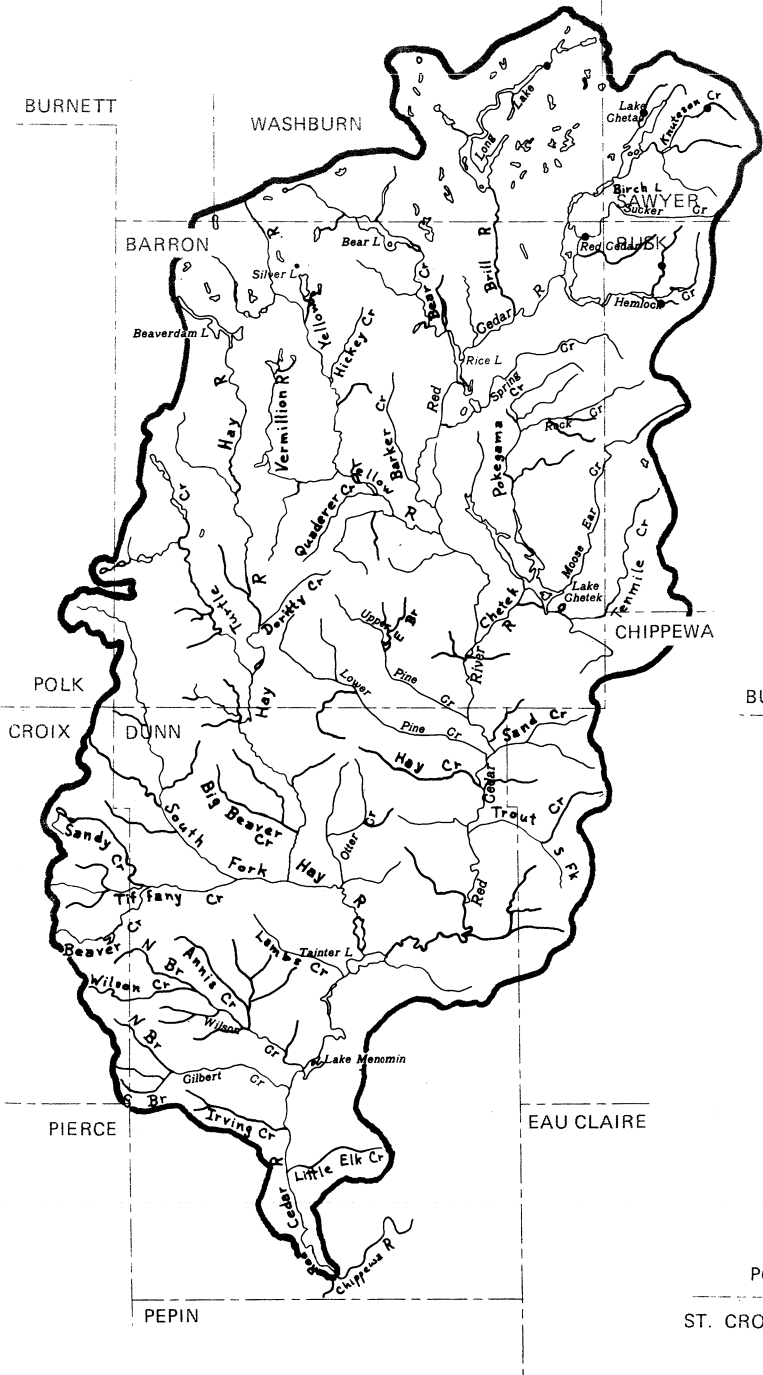 BURNETT
WASHBURN
Long Lake
Lake Chetac
Knuteson Cr
Birch L
SAWYER
Sucker Cr
BARRON
R
Bear L
Brill R
RUSK
Red Cedar L
Silver L
Yellow
Bear Cr
Cedar R
Hemlock Cr
Beaverdam L
Hickey Cr
Rice L
Cr
Hay R
Vermillion R
Barker Cr
Red
Spring Cr
Rock Cr
Pokegama
Cr
Quaderer Cr
Yellow R
Moose Ear Cr
Tenmile Cr
Turtle
R
Dority Cr
Lake Chetek
Chetek R
Upper
Br
CHIPPEWA
River
POLK
Hay
Lower Pine Cr
Pine Cr
BU
CROIX
DUNN
Sand Cr
Hay Cr
Cedar
Big Beaver Cr
Trout Cr
Sandy Cr
South Fork
Hay R
Otter Cr
S Fk
Red
Tiffany Cr
Beaver Cr
N Br
Annis Cr
Lambs Cr
Tainter L
Wilson Cr
N Br
Wilson Cr
Lake Menomin
Gilbert Cr
S Br
PIERCE
Irving Cr
EAU CLAIRE
R
Little Elk Cr
Cedar
Red
Chippewa R
PEPIN
P
ST. CRO